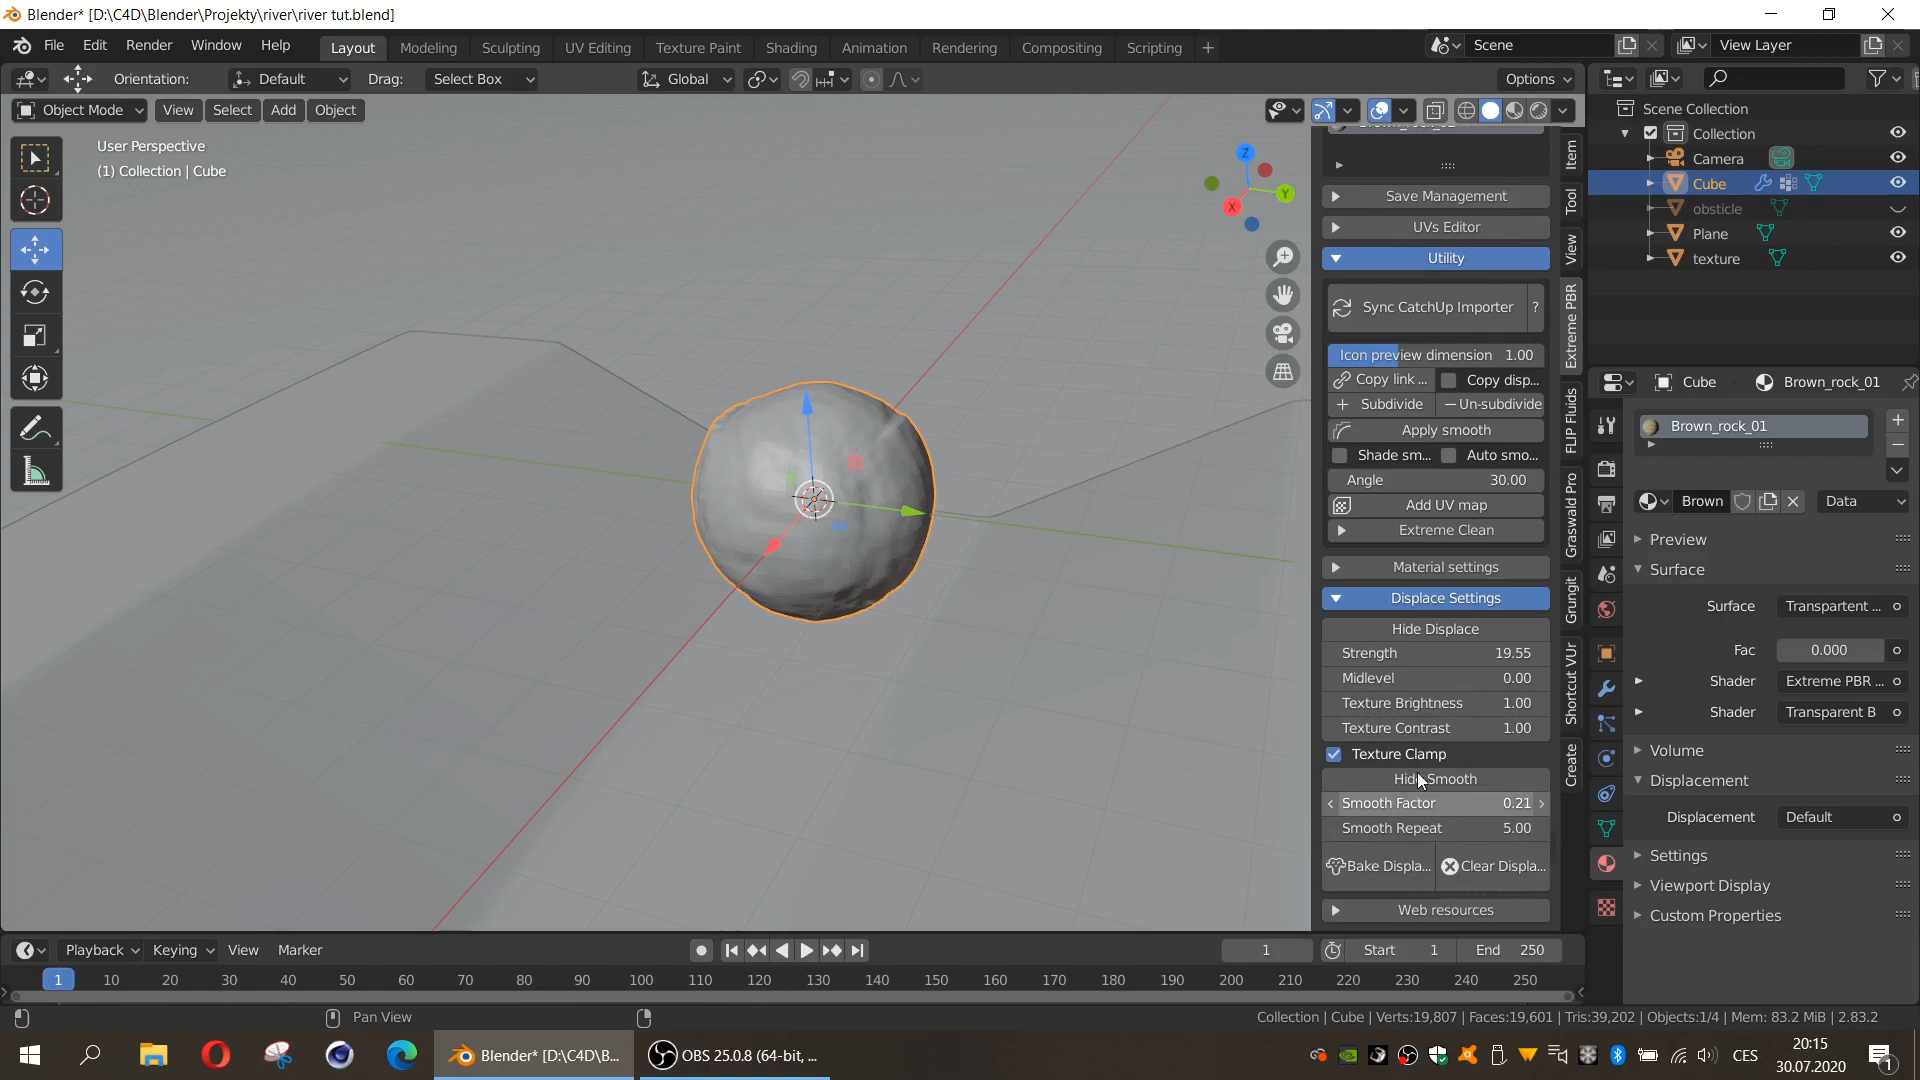 Blender* [D:\C4D\Blender\Projekty\river\river tut.blend]
File Edit Render Window Help
Layout Modeling Sculpting UV Editing Texture Paint Shading Animation Rendering Compositing Scripting +
Scene
View Layer
Orientation: Default Drag: Select Box
Global
Options
Object Mode View Select Add Object
User Perspective
(1) Collection | Cube
Z
Y
X
Save Management
UVs Editor
Utility
Sync CatchUp Importer ?
Icon preview dimension 1.00
Copy link ... Copy disp...
Subdivide Un-subdivide
Apply smooth
Shade sm... Auto smo...
Angle 30.00
Add UV map
Extreme Clean
Material settings
Displace Settings
Hide Displace
Strength 19.55
Midlevel 0.00
Texture Brightness 1.00
Texture Contrast 1.00
Texture Clamp
Hide Smooth
Smooth Factor 0.21
Smooth Repeat 5.00
Bake Displa... Clear Displa...
Web resources
Item
Tool
View
Extreme PBR
FLIP Fluids
Graswald Pro
Grungit
Shortcut VUr
Create
Scene Collection
Collection
Camera
Cube
obsticle
Plane
texture
Cube Brown_rock_01
Brown_rock_01
Brown Data
Preview
Surface
Surface Transpartent ...
Fac 0.000
Shader Extreme PBR ...
Shader Transparent B
Volume
Displacement
Displacement Default
Settings
Viewport Display
Custom Properties
Playback Keying View Marker
1 Start 1 End 250
1 10 20 30 40 50 60 70 80 90 100 110 120 130 140 150 160 170 180 190 200 210 220 230 240 250
Pan View
Collection | Cube | Verts:19,807 | Faces:19,601 | Tris:39,202 | Objects:1/4 | Mem: 83.2 MiB | 2.83.2
Blender* [D:\C4D\B...
OBS 25.0.8 (64-bit, ...
CES
20:15
30.07.2020
1